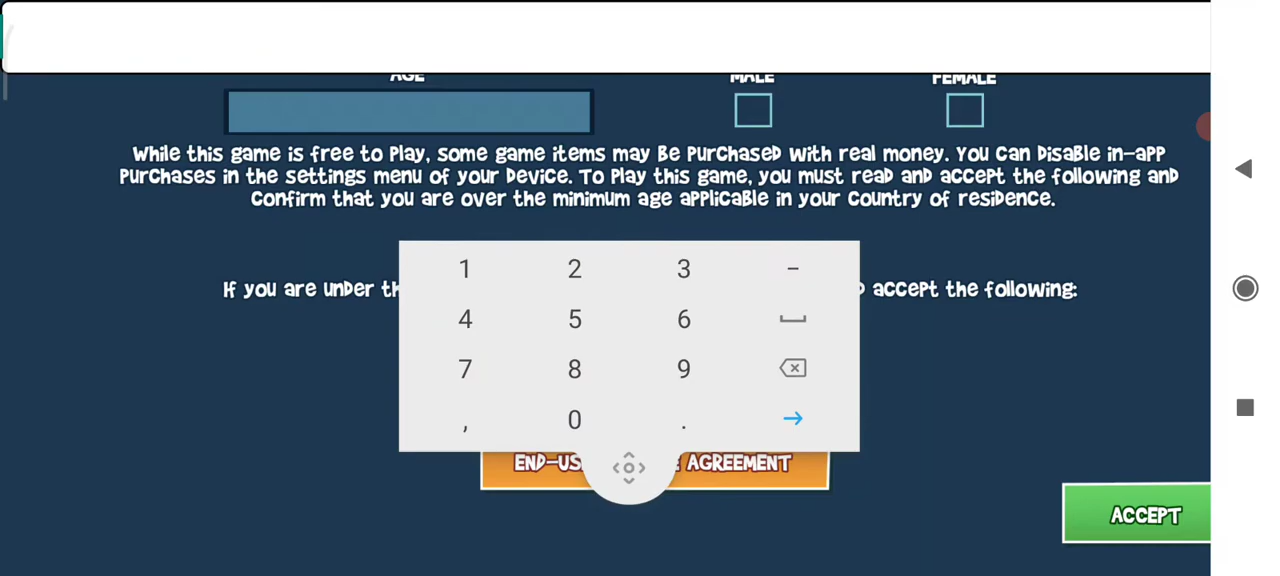 AGE MALE FEMALE
While this game is free to play, some game items may be purchased with real money. You can disable in-app
purchases in the settings menu of your device. To play this game, you must read and accept the following and
confirm that you are over the minimum age applicable in your country of residence.
If you are under accept the following:
1 2 3 -
4 5 6
7 8 9
, 0 .
END- AGREEMENT
ACCEPT